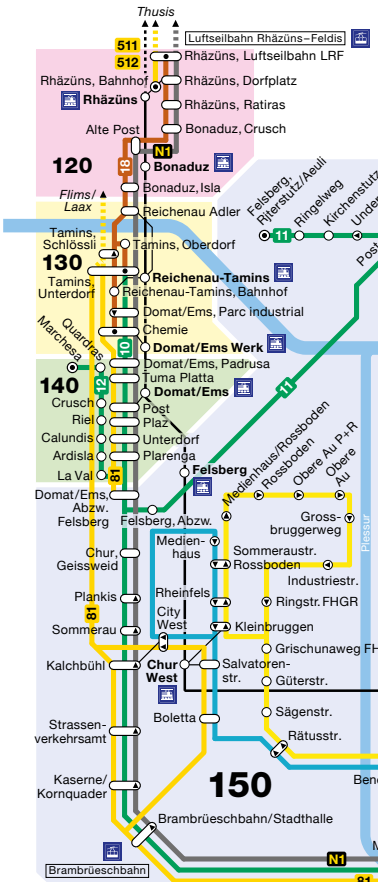 Thusis
511
512
Luftseilbahn Rhäzüns–Feldis
Rhäzüns, Luftseilbahn LRF
Rhäzüns, Bahnhof
Rhäzüns, Dorfplatz
Rhäzüns
Rhäzüns, Ratiras
Alte Post
Bonaduz, Crusch
N1
120
18
Bonaduz
Bonaduz, Isla
Flims/
Laax
Reichenau Adler
Felsberg,
Rüterstutz/Aeuli
Ringelweg
Kirchenstutz
11
Tamins,
Schlössli
Tamins, Oberdorf
130
Tamins,
Unterdorf
Reichenau-Tamins
Reichenau-Tamins, Bahnhof
Domat/Ems, Parc industrial
Chemie
10
Domat/Ems Werk
Marchesa
Quadras
Domat/Ems, Padrusa
Tuma Platta
140
12
Domat/Ems
11
Crusch
Post
Riel
Plaz
Calundis
Unterdorf
Ardisla
Plarenga
La Val
81
Felsberg
Domat/Ems,
Abzw.
Felsberg
Felsberg, Abzw.
Medienhaus/Rossboden
Rossboden
Obere Au P+R
Obere
Au
Gross-
bruggerweg
Plessur
Medien-
haus
Chur,
Geissweid
Sommeraustr.
Rossboden
Industriestr.
Plankis
Rheinfels
Ringstr. FHGR
81
City
West
Sommerau
Kleinbruggen
Grischunaweg FH
Kalchbühl
Chur
West
Salvatoren-
str.
Güterstr.
Boletta
Sägenstr.
Strassen-
verkehrsamt
Rätusstr.
150
Kaserne/
Kornquader
Brambrüeschbahn/Stadthalle
N1
Brambrüeschbahn
81